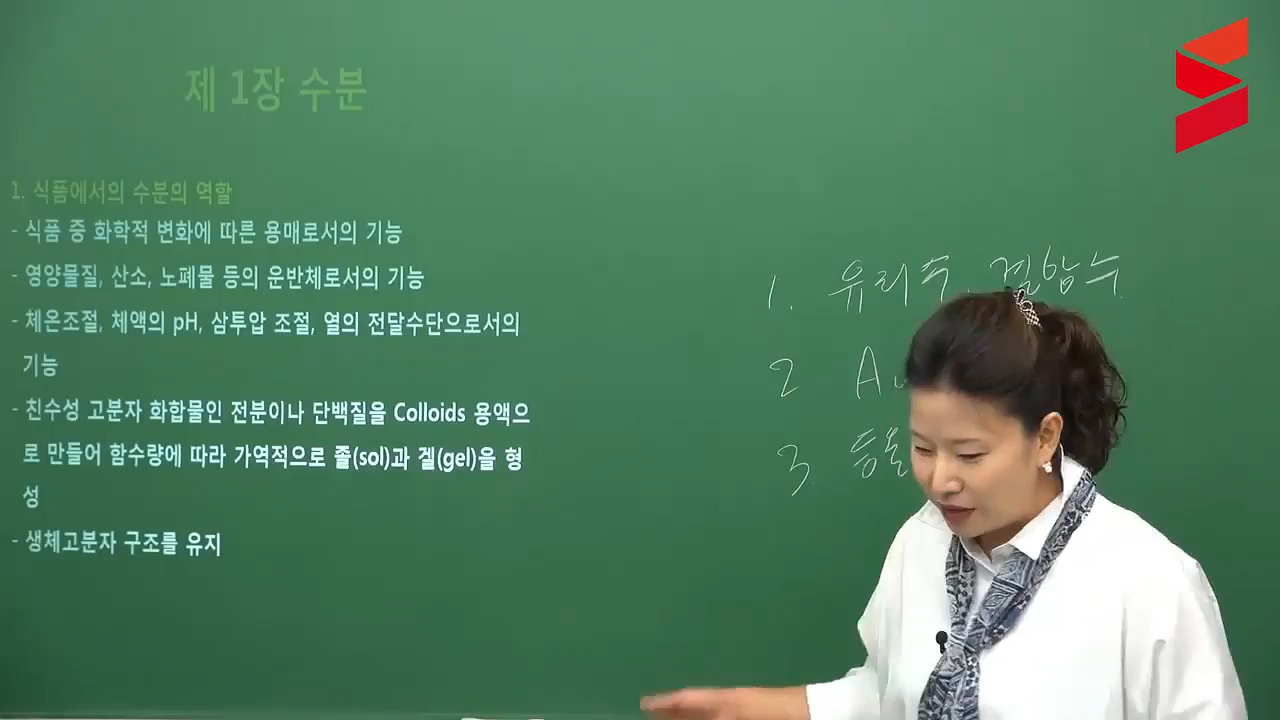 제 1장 수분
1. 식품에서의 수분의 역할
- 식품 중 화학적 변화에 따른 용매로서의 기능
- 영양물질, 산소, 노폐물 등의 운반체로서의 기능
- 체온조절, 체액의 pH, 삼투압 조절, 열의 전달수단으로서의
기능
- 친수성 고분자 화합물인 전분이나 단백질을 Colloids 용액으
로 만들어 함수량에 따라 가역적으로 졸(sol)과 겔(gel)을 형
성
- 생체고분자 구조를 유지
1. 유리수, 결합수
2 A
3. 등온